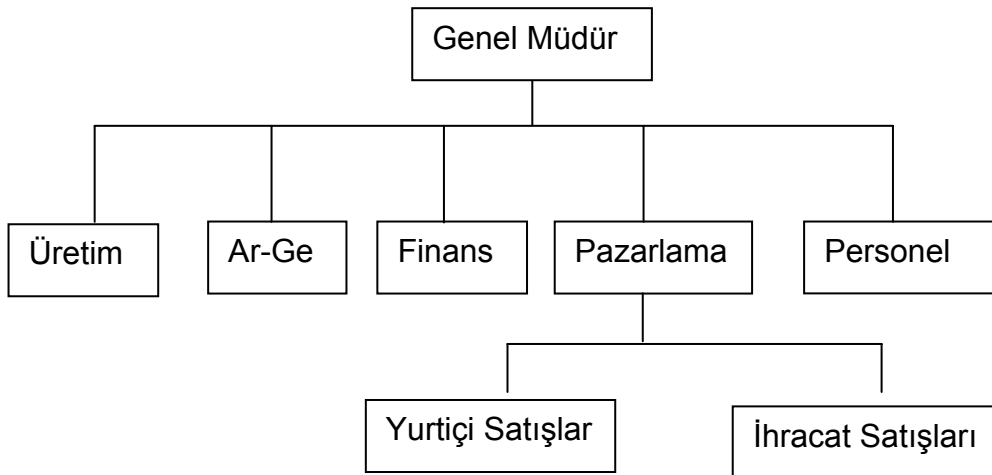 Genel Müdür
Üretim
Ar-Ge
Finans
Pazarlama
Personel
Yurtiçi Satışlar
İhracat Satışları